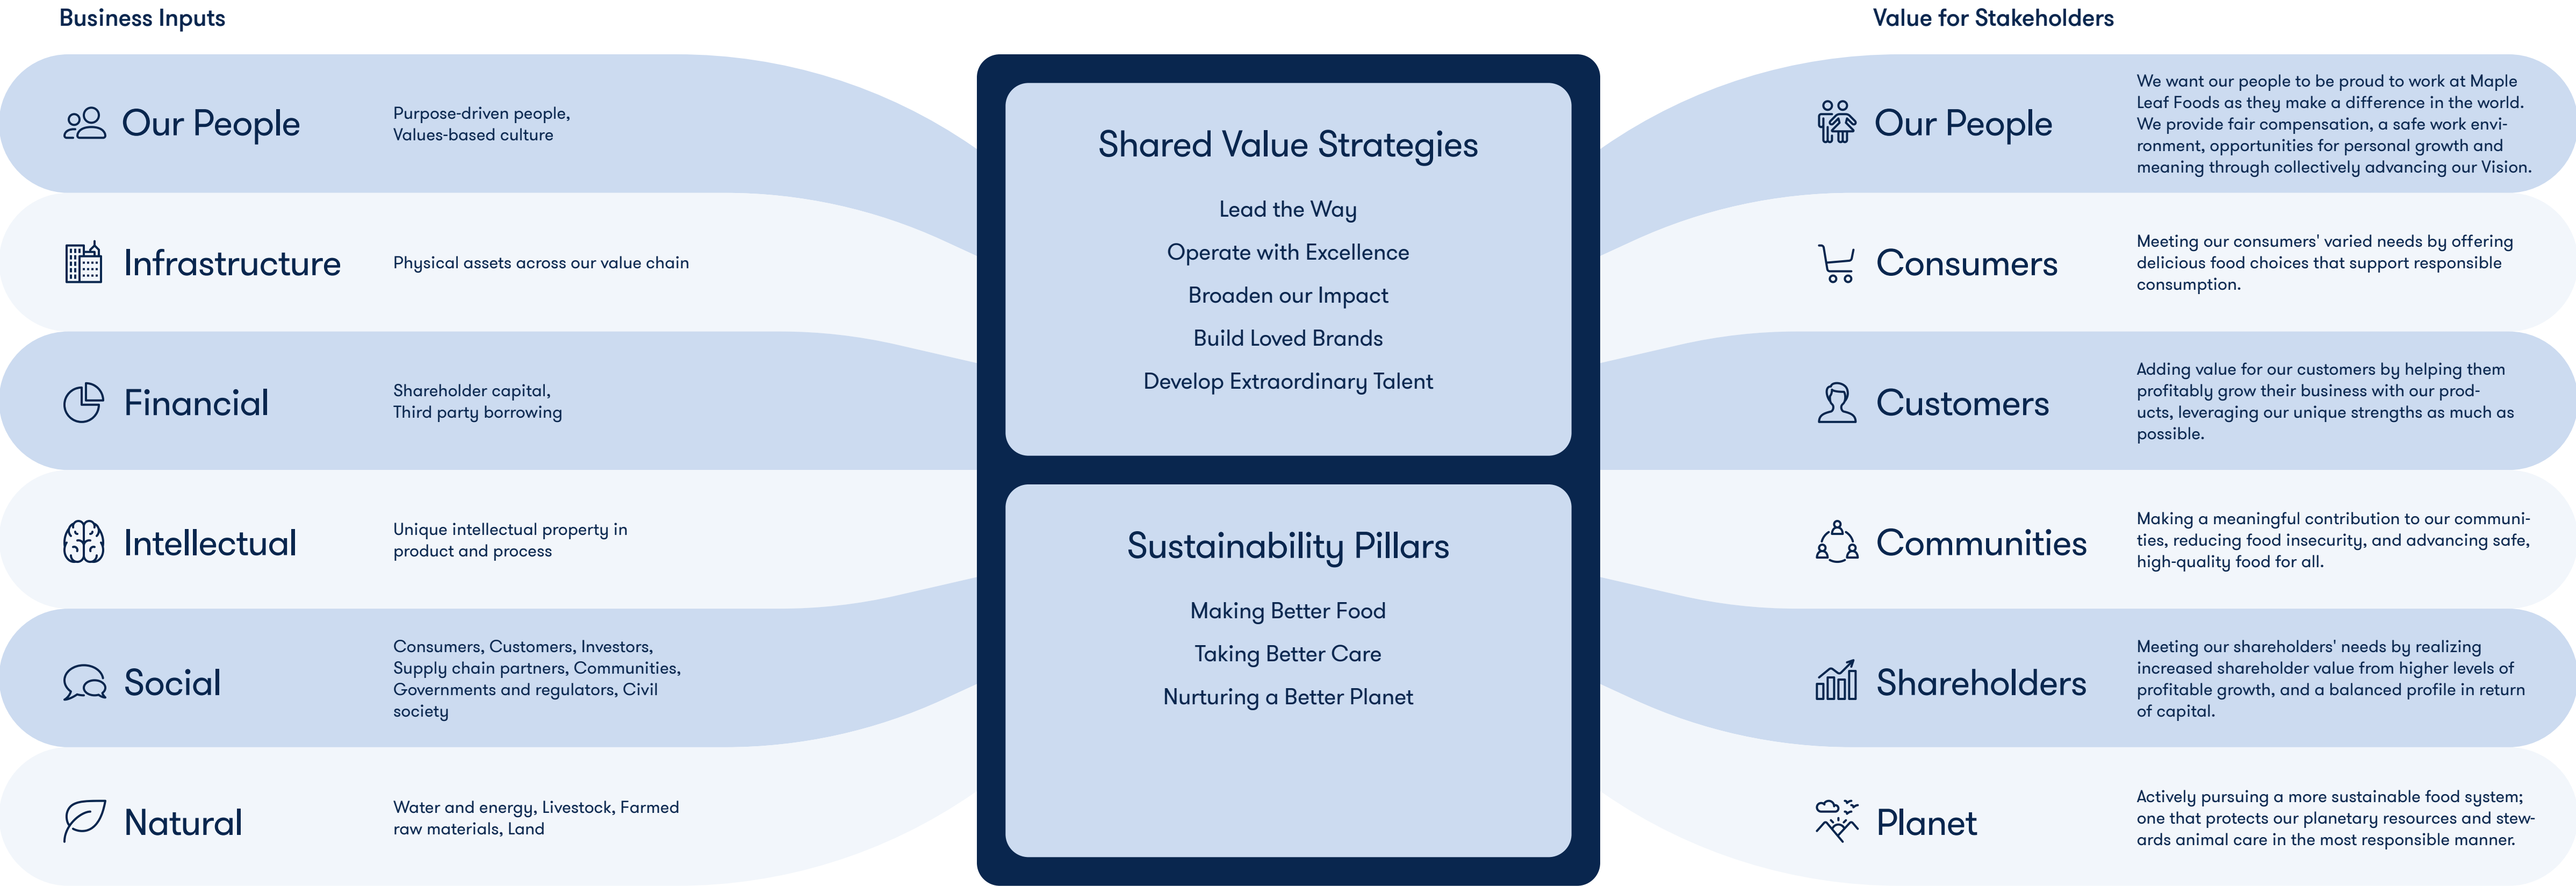 Business Inputs
Our People
Purpose-driven people,
Values-based culture
Infrastructure
Physical assets across our value chain
Financial
Shareholder capital,
Third party borrowing
Intellectual
Unique intellectual property in
product and process
Social
Consumers, Customers, Investors,
Supply chain partners, Communities,
Governments and regulators, Civil
society
Natural
Water and energy, Livestock, Farmed
raw materials, Land
Shared Value Strategies
Lead the Way
Operate with Excellence
Broaden our Impact
Build Loved Brands
Develop Extraordinary Talent
Sustainability Pillars
Making Better Food
Taking Better Care
Nurturing a Better Planet
Value for Stakeholders
Our People
We want our people to be proud to work at Maple
Leaf Foods as they make a difference in the world.
We provide fair compensation, a safe work envi-
ronment, opportunities for personal growth and
meaning through collectively advancing our Vision.
Consumers
Meeting our consumers' varied needs by offering
delicious food choices that support responsible
consumption.
Customers
Adding value for our customers by helping them
profitably grow their business with our prod-
ucts, leveraging our unique strengths as much as
possible.
Communities
Making a meaningful contribution to our communi-
ties, reducing food insecurity, and advancing safe,
high-quality food for all.
Shareholders
Meeting our shareholders' needs by realizing
increased shareholder value from higher levels of
profitable growth, and a balanced profile in return
of capital.
Planet
Actively pursuing a more sustainable food system;
one that protects our planetary resources and stew-
ards animal care in the most responsible manner.